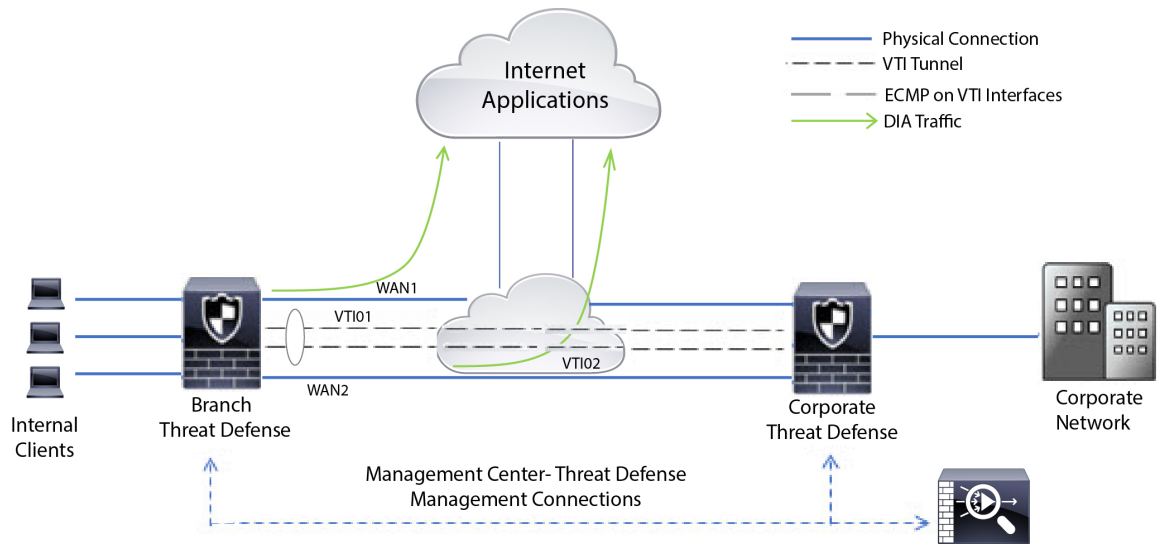 Internet
Applications
Physical Connection
VTI Tunnel
ECMP on VTI Interfaces
DIA Traffic
WAN1
VTI01
VTI02
WAN2
Internal
Clients
Branch
Threat Defense
Corporate
Threat Defense
Corporate
Network
Management Center- Threat Defense
Management Connections